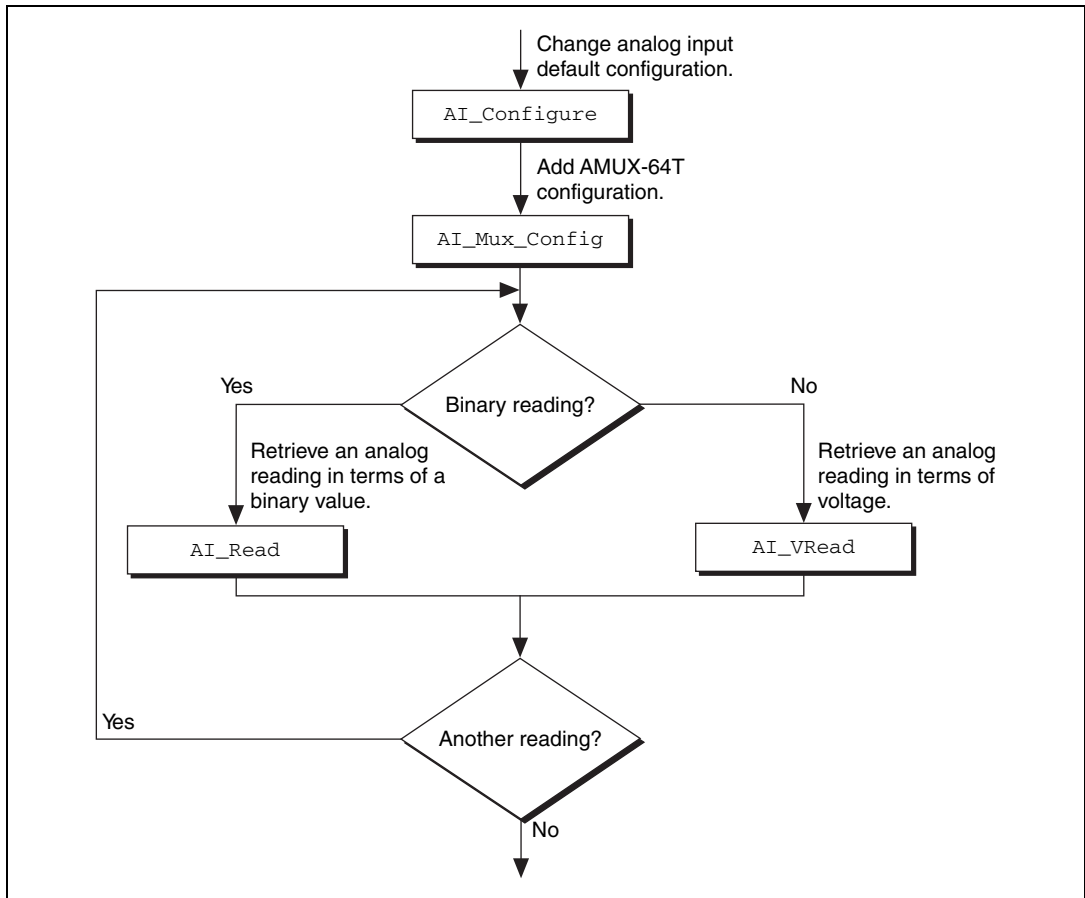 Change analog input
default configuration.
AI_Configure
Add AMUX-64T
configuration.
AI_Mux_Config
Yes
No
Binary reading?
Retrieve an analog
reading in terms of a
binary value.
Retrieve an analog
reading in terms of
voltage.
AI_Read
AI_VRead
Yes
Another reading?
No